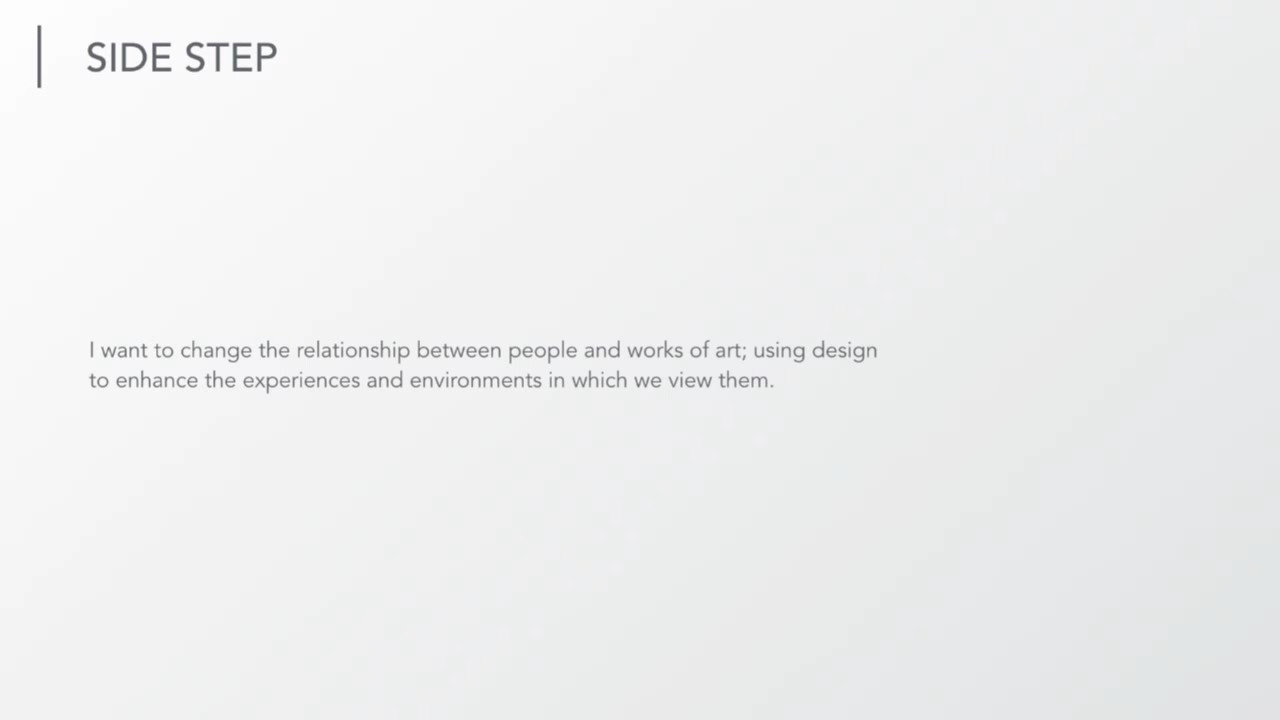 SIDE STEP
I want to change the relationship between people and works of art; using design
to enhance the experiences and environments in which we view them.